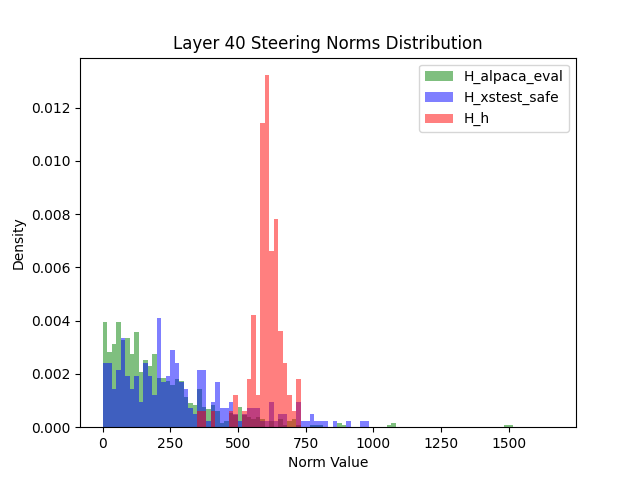 Layer 40 Steering Norms Distribution
H_alpaca_eval
H_xstest_safe
H_h
Density
0.012
0.010
0.008
0.006
0.004
0.002
0.000
0 250 500 750 1000 1250 1500
Norm Value